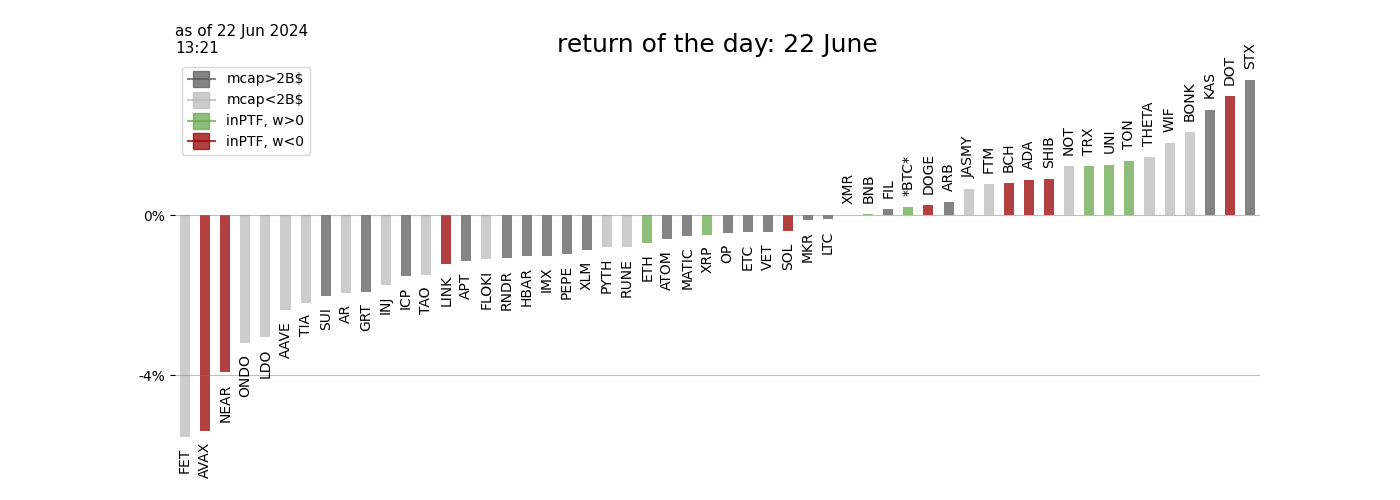 as of 22 Jun 2024
13:21
return of the day: 22 June
mcap>2B$
mcap<2B$
inPTF, w>0
inPTF, w<0
0%
-4%
FET
AVAX
NEAR
ONDO
LDO
AAVE
TIA
SUI
AR
GRT
INJ
ICP
TAO
LINK
APT
FLOKI
RNDR
HBAR
IMX
PEPE
XLM
PYTH
RUNE
ETH
ATOM
MATIC
XRP
OP
ETC
VET
SOL
MKR
LTC
XMR
BNB
FIL
*BTC*
DOGE
ARB
JASMY
FTM
BCH
ADA
SHIB
NOT
TRX
UNI
TON
THETA
WIF
BONK
KAS
DOT
STX